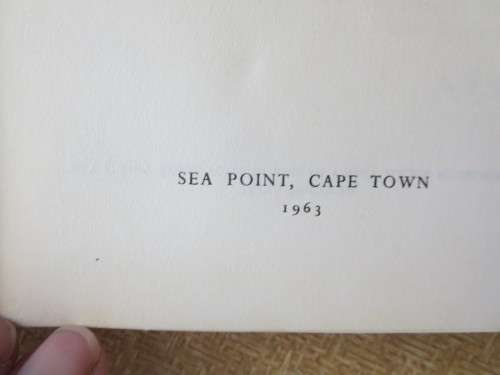 SEA POINT, CAPE TOWN
1963